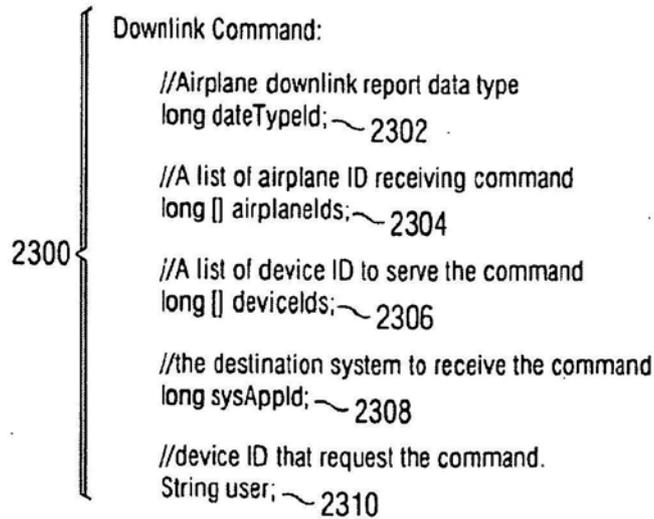 Downlink Command:
//Airplane downlink report data type
long dateTypeId; 2302
//A list of airplane ID receiving command
long [] airplaneIds; 2304
2300
//A list of device ID to serve the command
long [] deviceIds; 2306
//the destination system to receive the command
long sysAppId; 2308
//device ID that request the command.
String user; 2310